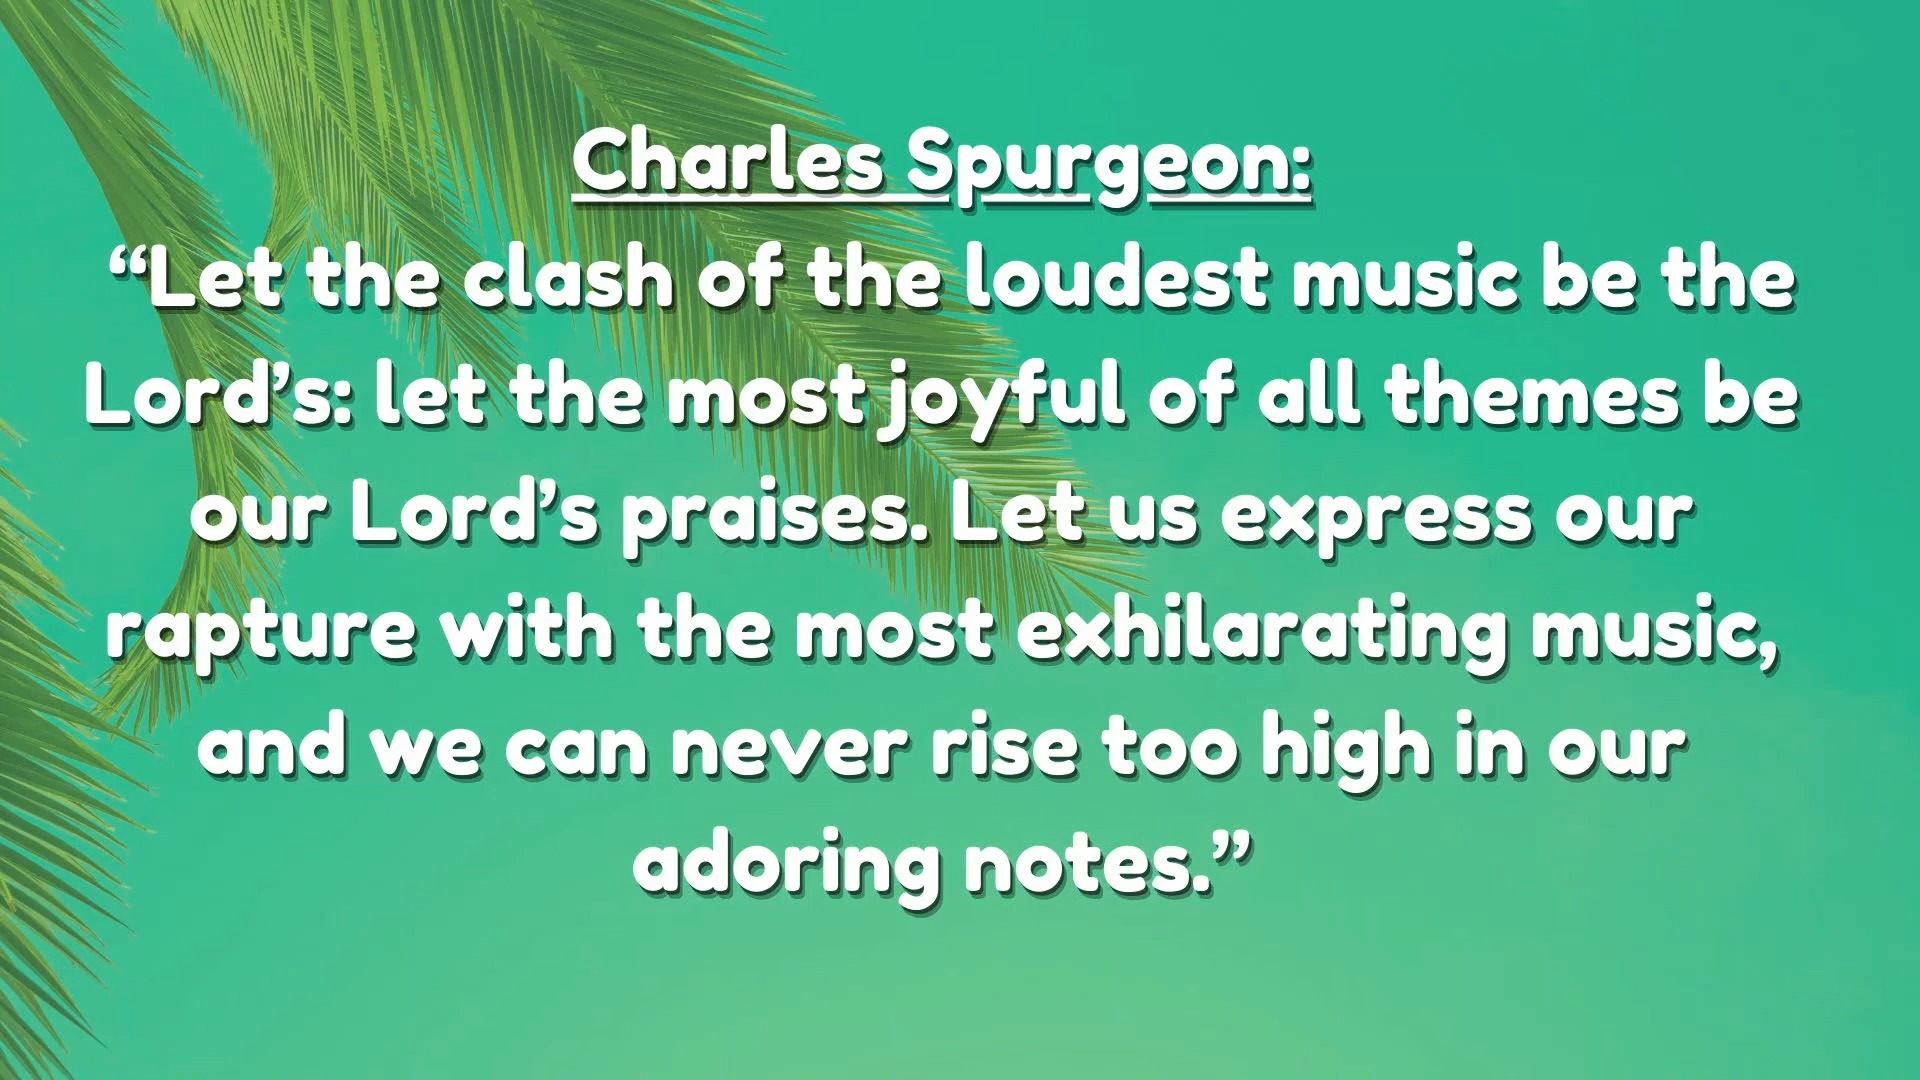 Charles Spurgeon:
“Let the clash of the loudest music be the
Lord’s: let the most joyful of all themes be
our Lord’s praises. Let us express our
rapture with the most exhilarating music,
and we can never rise too high in our
adoring notes.”